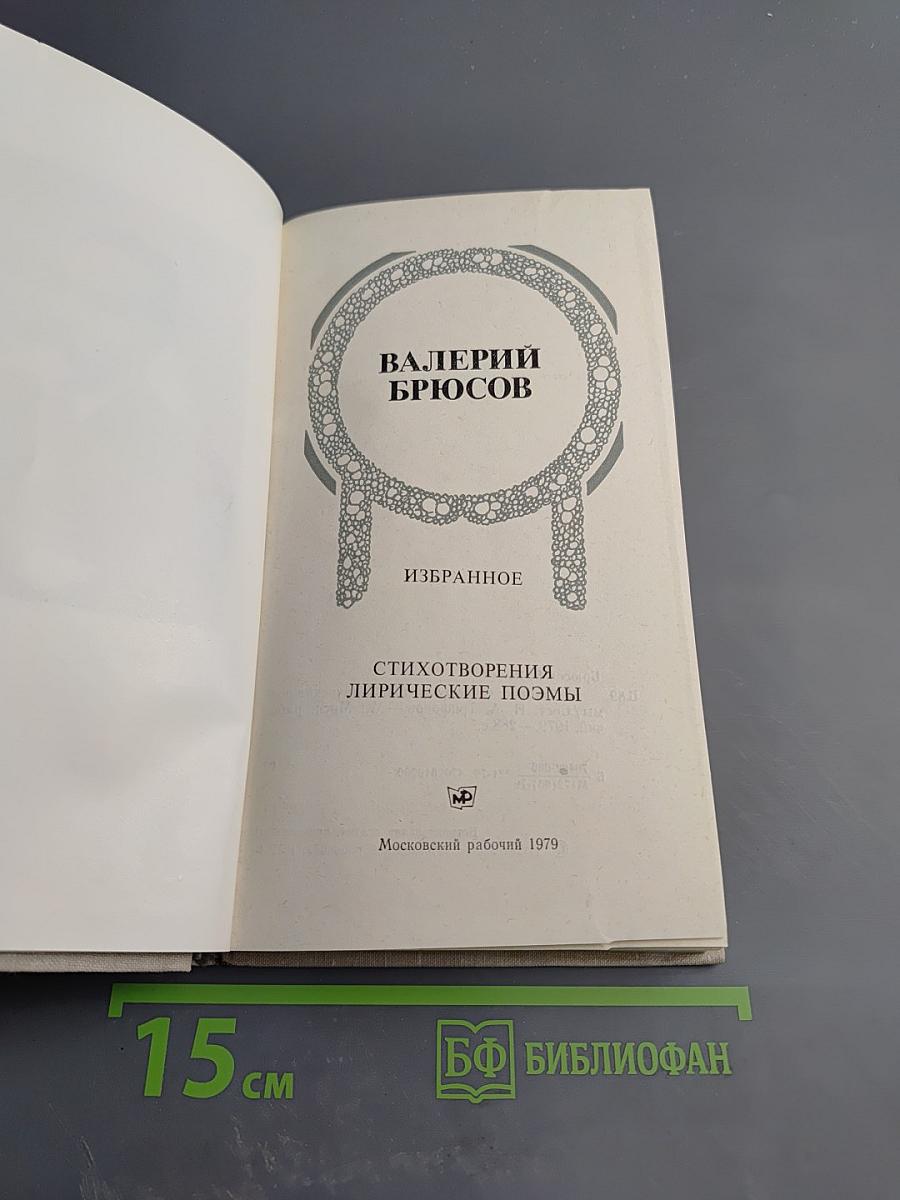 ВАЛЕРИЙ
БРЮСОВ
ИЗБРАННОЕ
СТИХОТВОРЕНИЯ
ЛИРИЧЕСКИЕ ПОЭМЫ
МР
Московский рабочий 1979
15 см
БФ БИБЛИОФАН